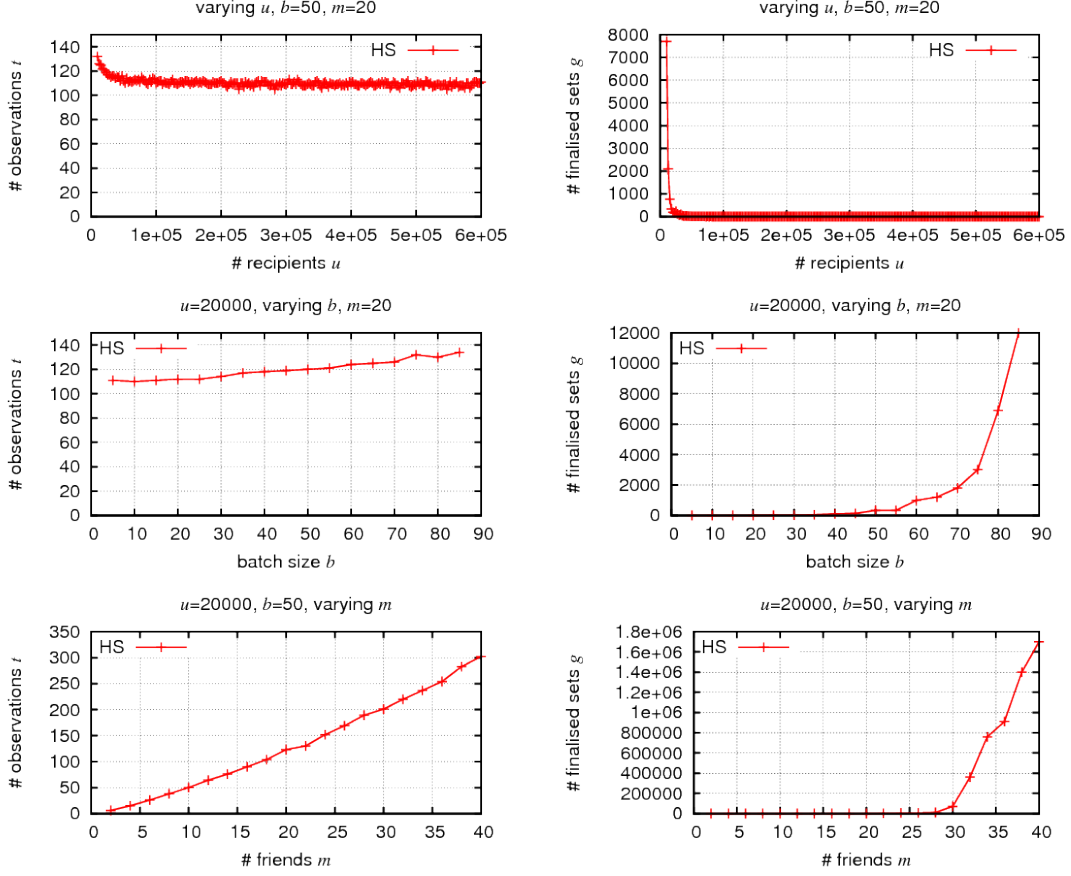 varying u, b=50, m=20
# observations t
140
120
100
80
60
40
20
0
HS
0 1e+05 2e+05 3e+05 4e+05 5e+05 6e+05
# recipients u
varying u, b=50, m=20
# finalised sets g
8000
7000
6000
5000
4000
3000
2000
1000
0
HS
0 1e+05 2e+05 3e+05 4e+05 5e+05 6e+05
# recipients u
u=20000, varying b, m=20
# observations t
140
120
100
80
60
40
20
0
HS
0 10 20 30 40 50 60 70 80 90
batch size b
u=20000, varying b, m=20
# finalised sets g
12000
10000
8000
6000
4000
2000
0
HS
0 10 20 30 40 50 60 70 80 90
batch size b
u=20000, b=50, varying m
# observations t
350
300
250
200
150
100
50
0
HS
0 5 10 15 20 25 30 35 40
# friends m
u=20000, b=50, varying m
# finalised sets g
1.8e+06
1.6e+06
1.4e+06
1.2e+06
1e+06
800000
600000
400000
200000
0
HS
0 5 10 15 20 25 30 35 40
# friends m